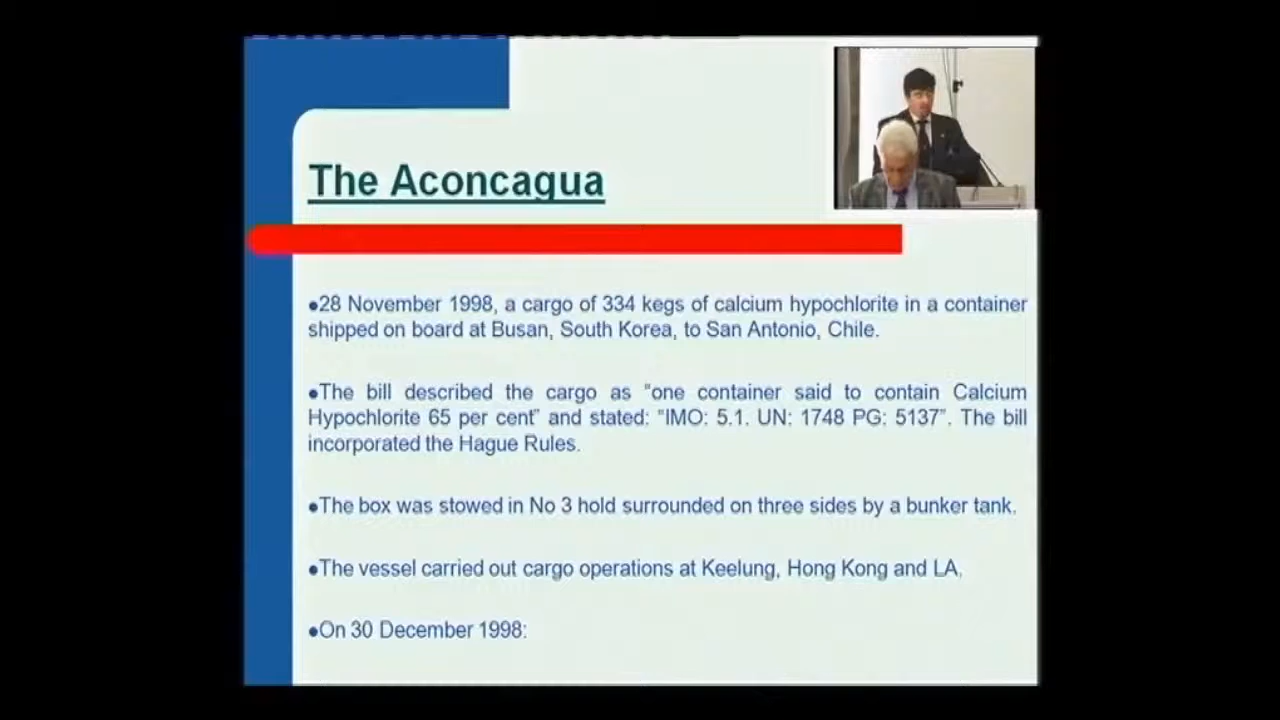 The Aconcagua
●28 November 1998, a cargo of 334 kegs of calcium hypochlorite in a container
shipped on board at Busan, South Korea, to San Antonio, Chile.
●The bill described the cargo as “one container said to contain Calcium
Hypochlorite 65 per cent” and stated: “IMO: 5.1. UN: 1748 PG: 5137”. The bill
incorporated the Hague Rules.
●The box was stowed in No 3 hold surrounded on three sides by a bunker tank.
●The vessel carried out cargo operations at Keelung, Hong Kong and LA,
●On 30 December 1998: